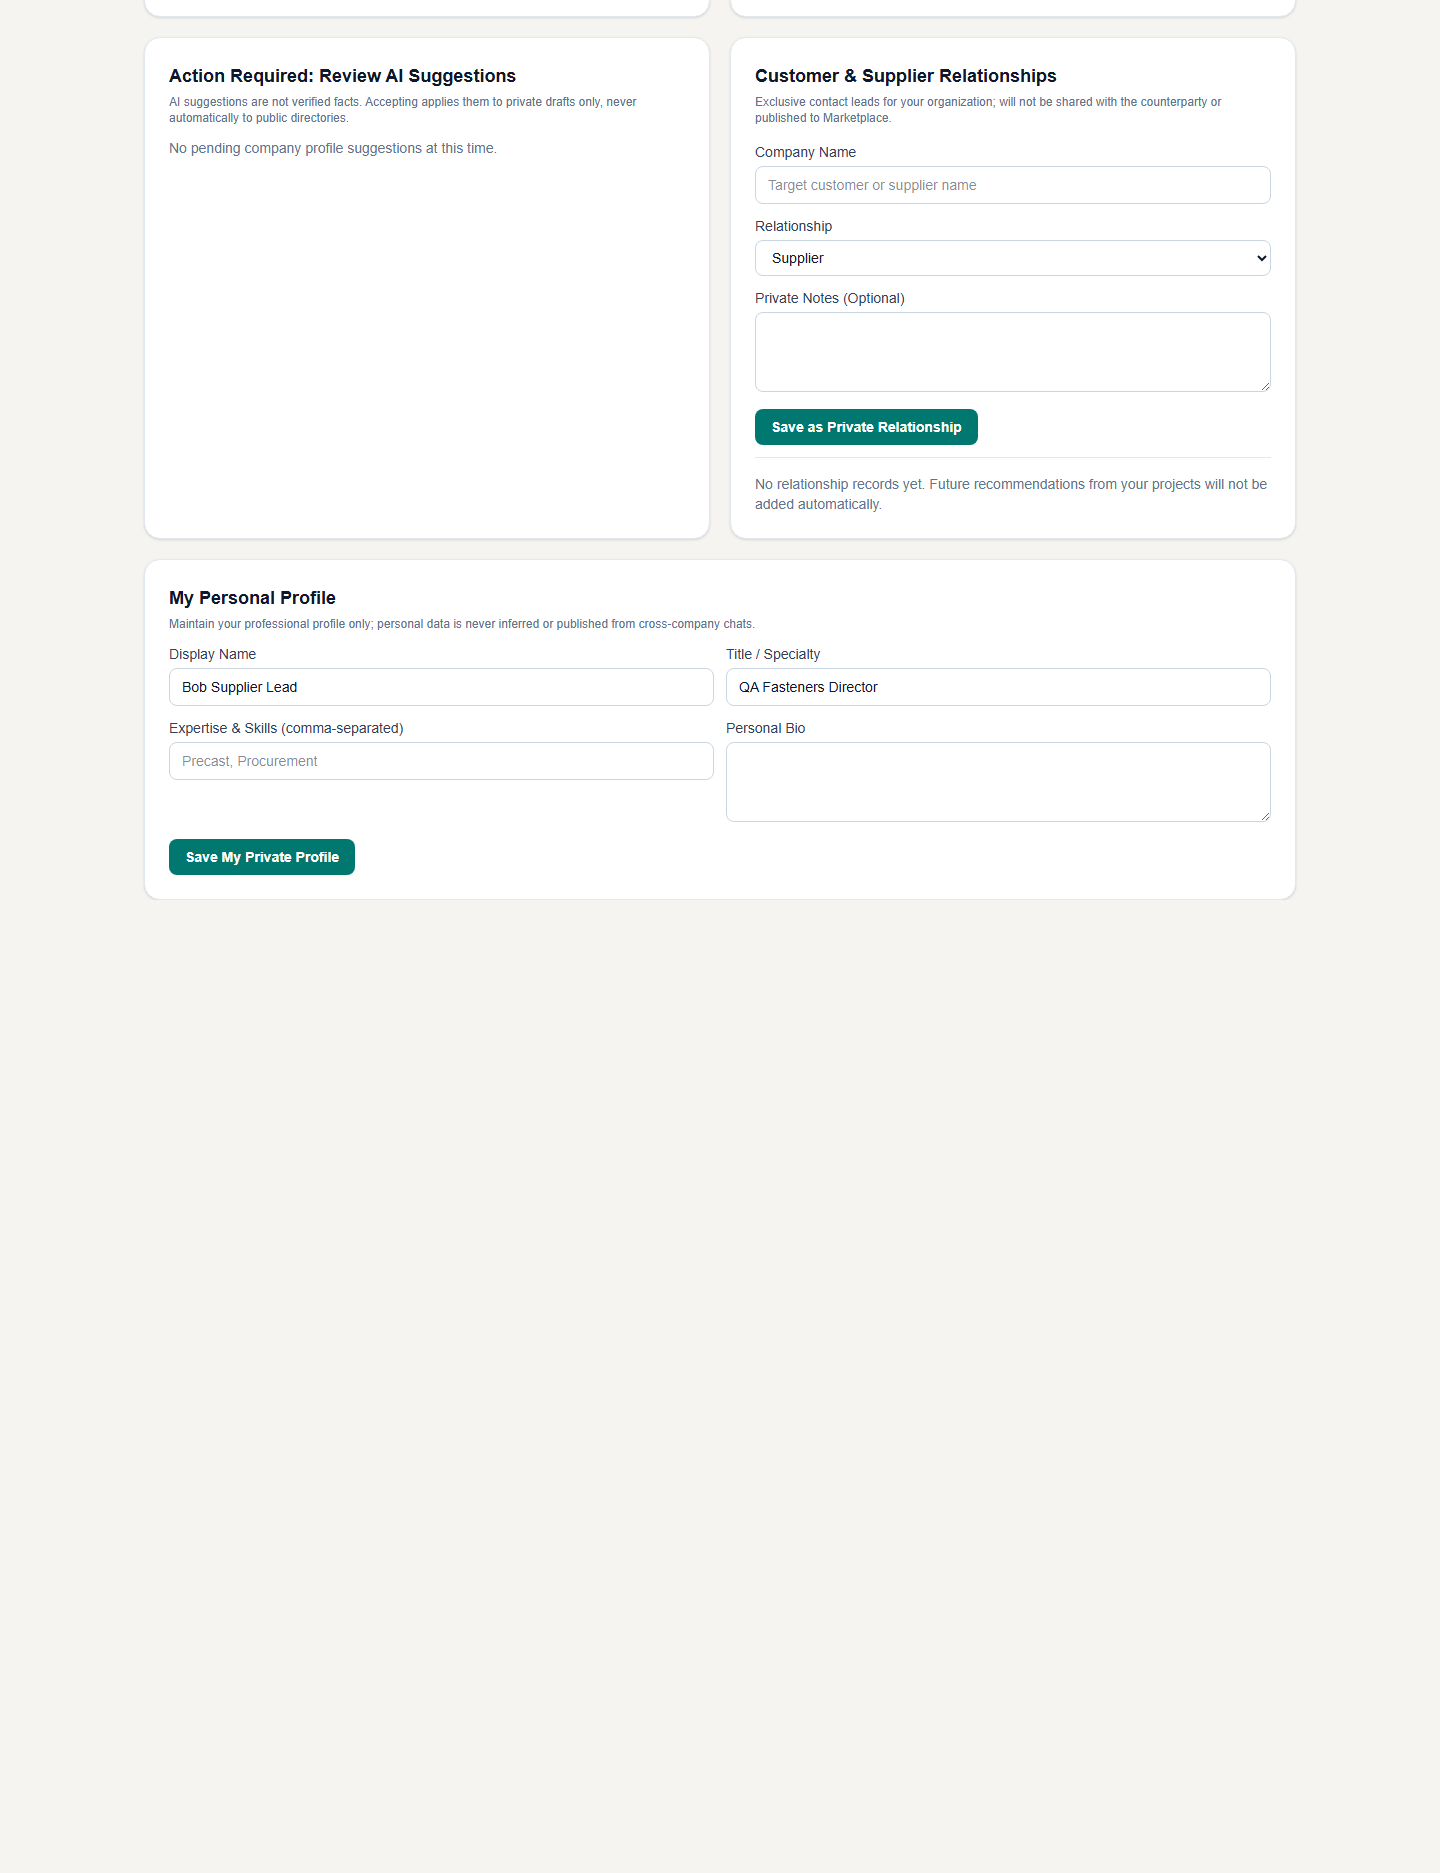 Action Required: Review AI Suggestions
AI suggestions are not verified facts. Accepting applies them to private drafts only, never
automatically to public directories.
No pending company profile suggestions at this time.
Customer & Supplier Relationships
Exclusive contact leads for your organization; will not be shared with the counterparty or
published to Marketplace.
Company Name
Target customer or supplier name
Relationship
Supplier
Private Notes (Optional)
Save as Private Relationship
No relationship records yet. Future recommendations from your projects will not be
added automatically.
My Personal Profile
Maintain your professional profile only; personal data is never inferred or published from cross-company chats.
Display Name
Title / Specialty
Bob Supplier Lead
QA Fasteners Director
Expertise & Skills (comma-separated)
Personal Bio
Precast, Procurement
Save My Private Profile